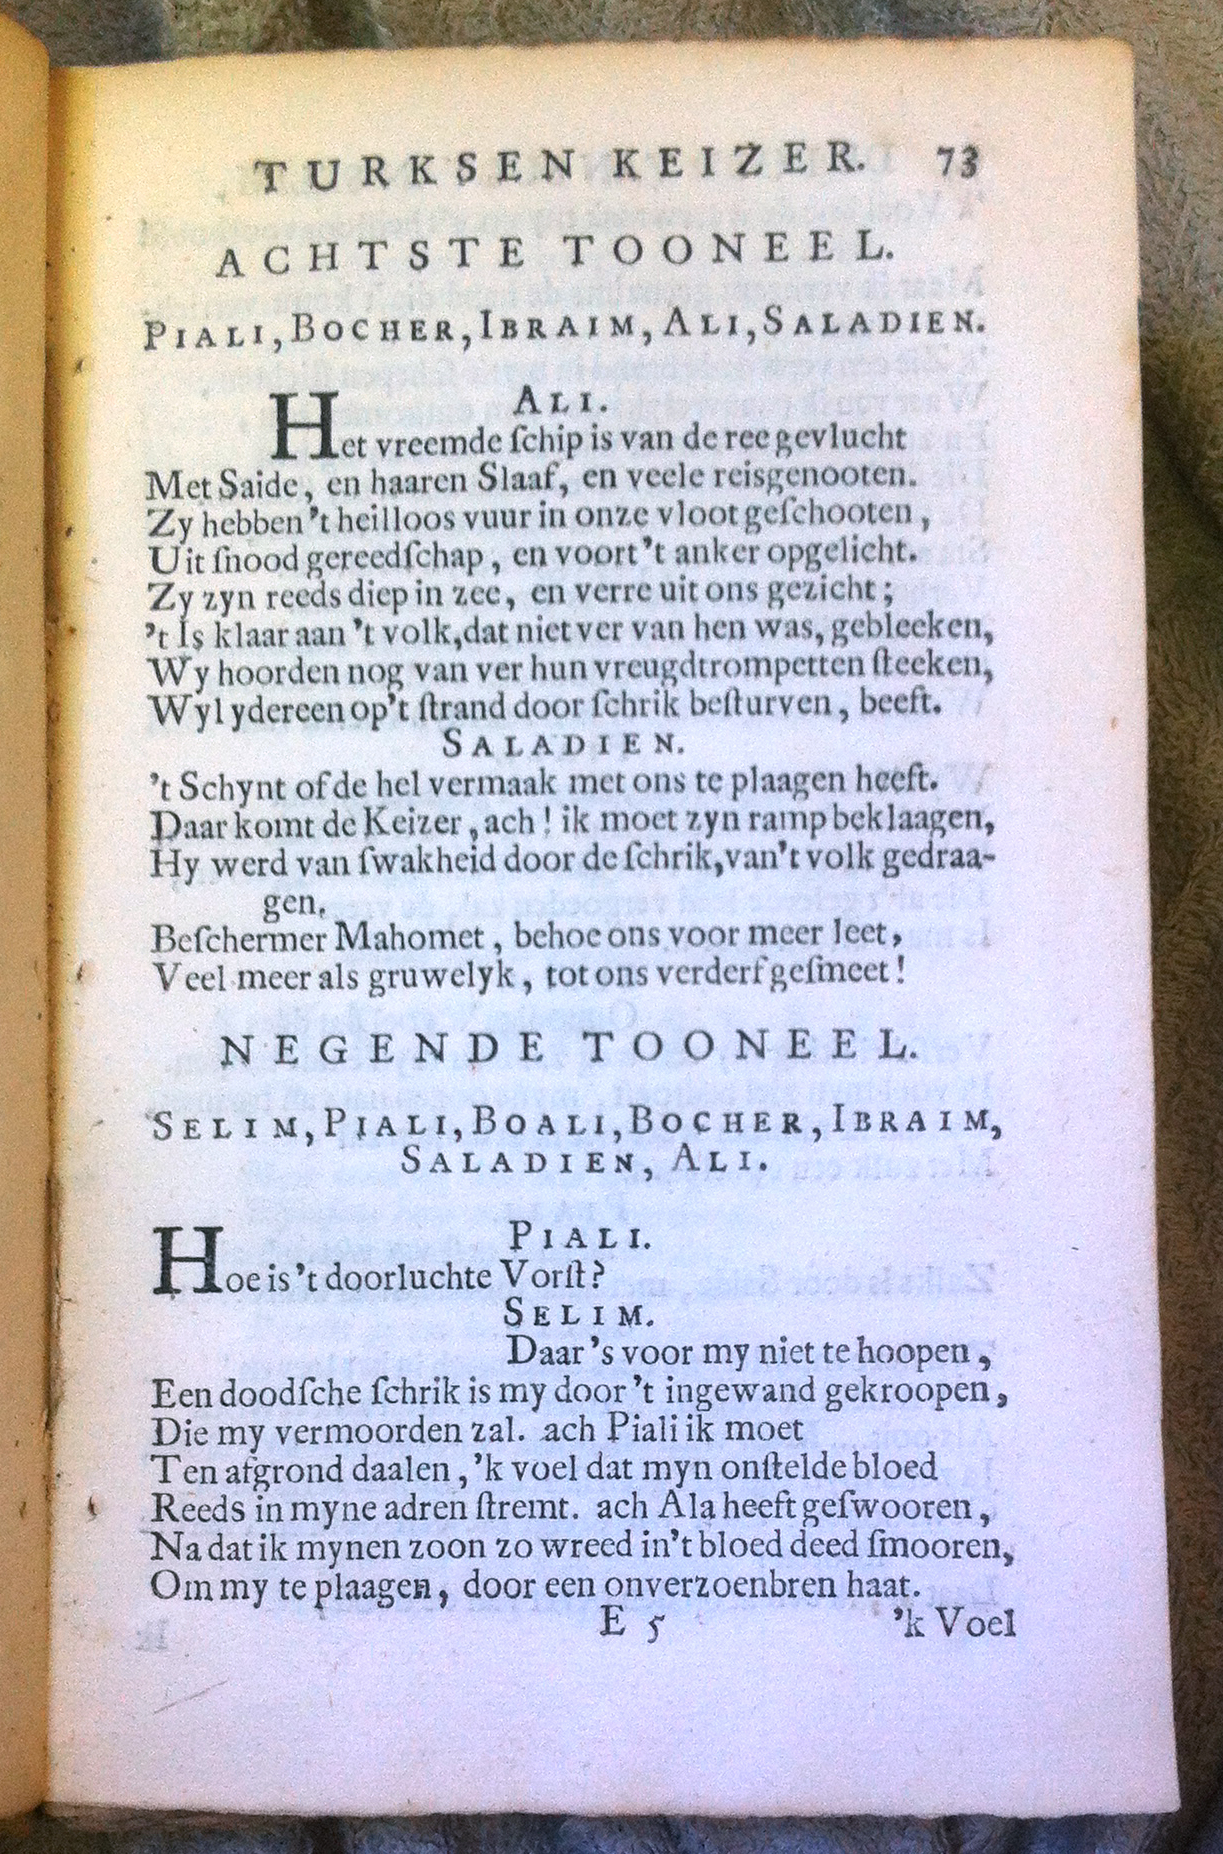 TURKSEN KEIZER. 73
ACHTSTE TOONEEL.
PIALI, BOCHER, IBRAIM, ALI, SALADIEN.
ALI.
Het vreemde ſchip is van de ree gevlucht
Met Saide, en haaren Slaaf, en veele reisgenooten.
Zy hebben 't heilloos vuur in onze vloot geſchooten,
Uit ſnood gereedſchap, en voort 't anker opgelicht.
Zy zyn reeds diep in zee, en verre uit ons gezicht;
't Is klaar aan 't volk, dat niet ver van hen was, gebleeken,
Wy hoorden nog van ver hun vreugdtrompetten ſteeken,
Wyl ydereen op't ſtrand door ſchrik beſturven, beeft.
SALADIEN.
't Schynt of de hel vermaak met ons te plaagen heeft.
Daar komt de Keizer, ach! ik moet zyn ramp beklaagen,
Hy werd van ſwakheid door de ſchrik, van't volk gedraa-
gen.
Beſchermer Mahomet, behoe ons voor meer leet,
Veel meer als gruwelyk, tot ons verderf geſmeet!
NEGENDE TOONEEL.
SELIM, PIALI, BOALI, BOCHER, IBRAIM,
SALADIEN, ALI.
PIALI.
Hoe is 't doorluchte Vorſt?
SELIM.
Daar 's voor my niet te hoopen,
Een doodſche ſchrik is my door 't ingewand gekroopen,
Die my vermoorden zal. ach Piali ik moet
Ten afgrond daalen, 'k voel dat myn onſtelde bloed
Reeds in myne adren ſtremt. ach Ala heeft geſwooren,
Na dat ik mynen zoon zo wreed in't bloed deed ſmooren,
Om my te plaagen, door een onverzoenbren haat.
E 5 'k Voel